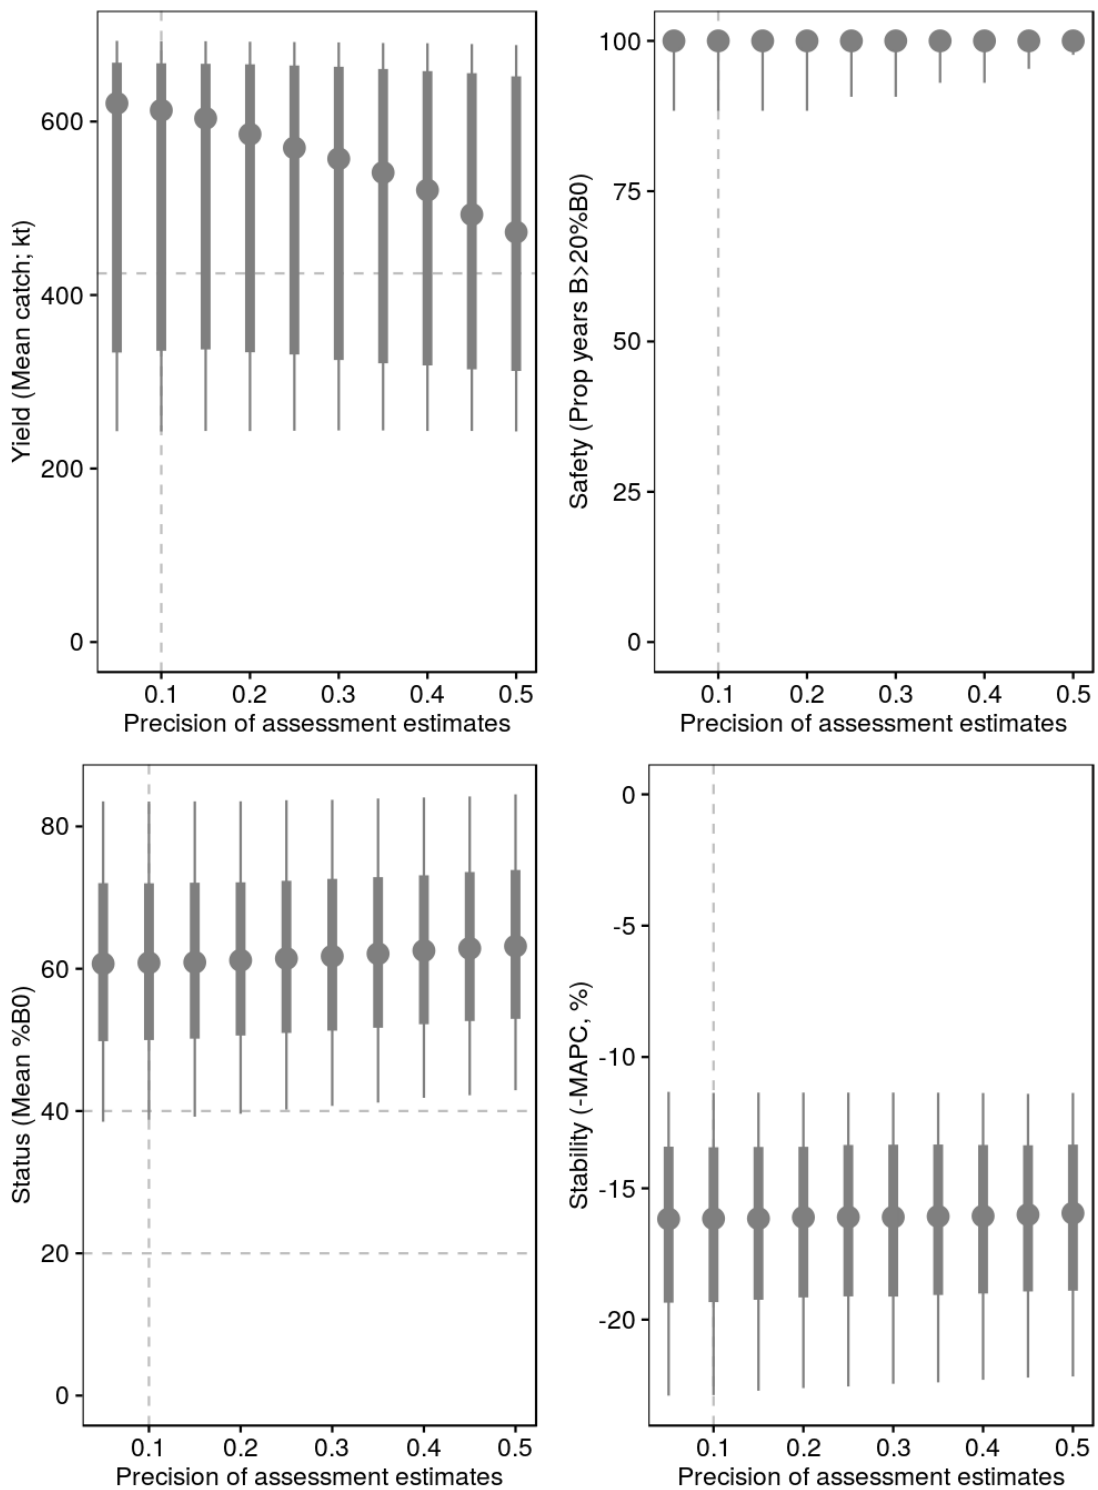 Yield (Mean catch; kt)
600
400
200
0
0.1 0.2 0.3 0.4 0.5
Precision of assessment estimates
Safety (Prop years B>20%B0)
100
75
50
25
0
0.1 0.2 0.3 0.4 0.5
Precision of assessment estimates
Status (Mean %B0)
80
60
40
20
0
0.1 0.2 0.3 0.4 0.5
Precision of assessment estimates
Stability (-MAPC, %)
0
-5
-10
-15
-20
0.1 0.2 0.3 0.4 0.5
Precision of assessment estimates